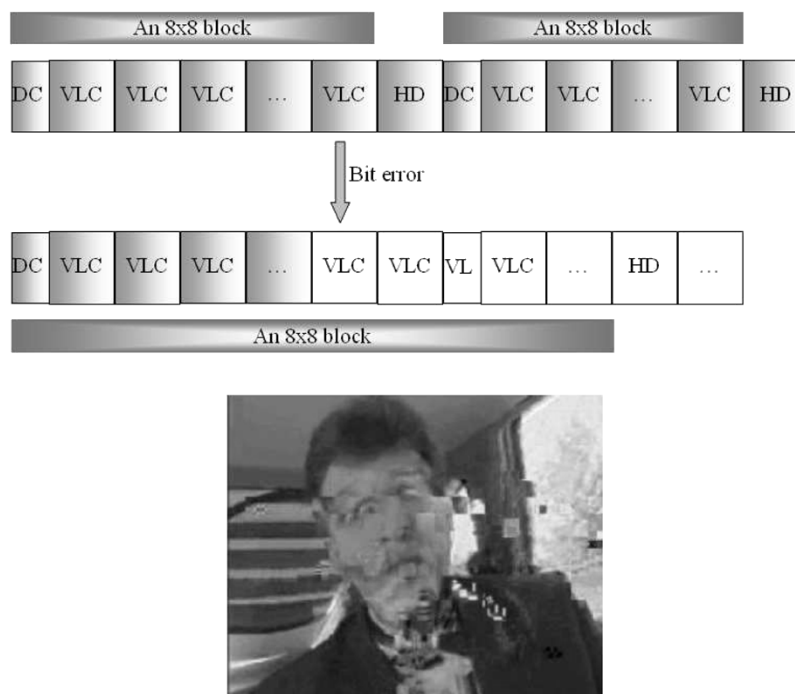 An 8x8 block An 8x8 block
DC VLC VLC VLC ... VLC HD DC VLC VLC ... VLC HD
Bit error
DC VLC VLC VLC ... VLC VLC VL VLC ... HD ...
An 8x8 block